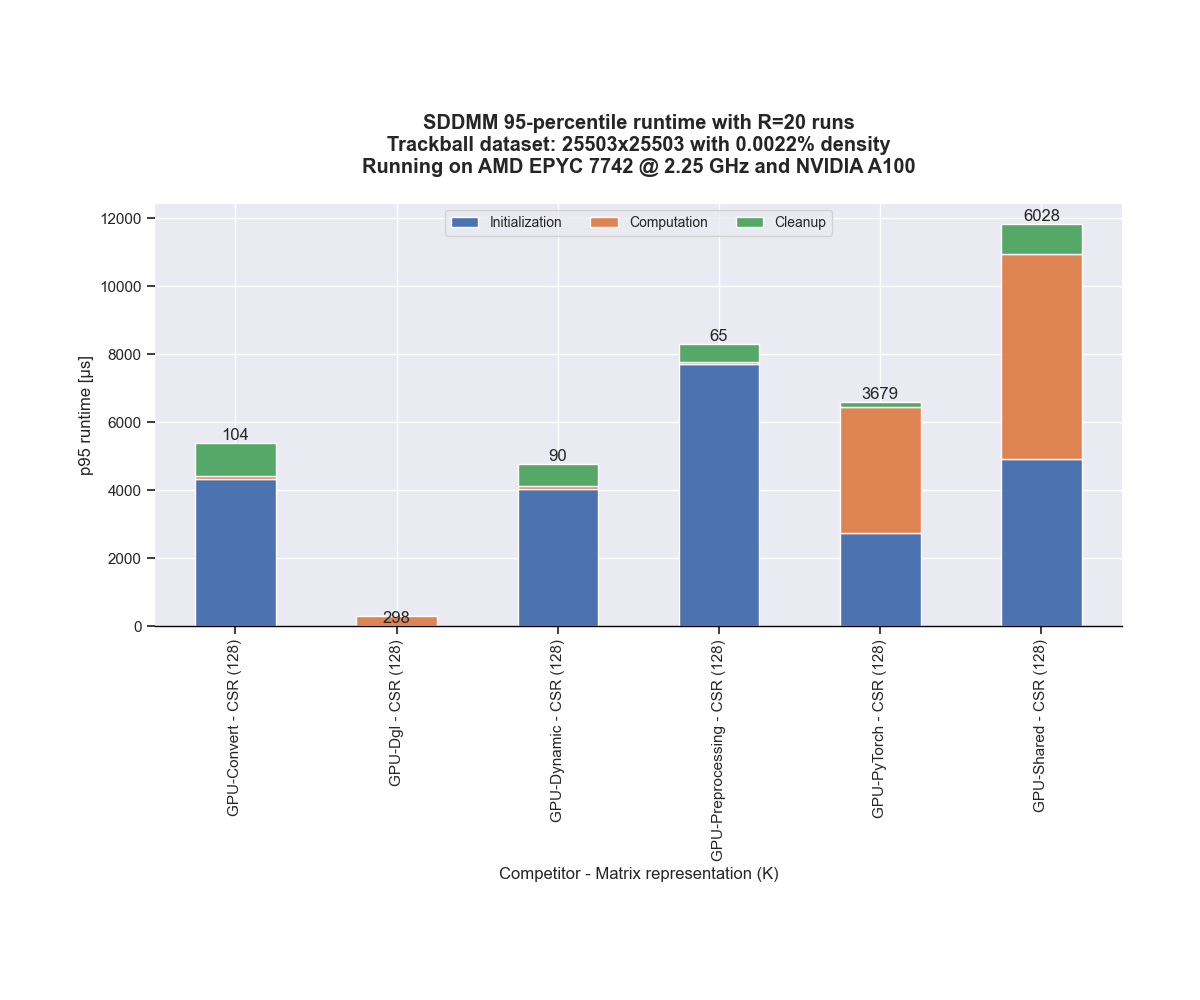 SDDMM 95-percentile runtime with R=20 runs
Trackball dataset: 25503x25503 with 0.0022% density
Running on AMD EPYC 7742 @ 2.25 GHz and NVIDIA A100
Initialization
Computation
Cleanup
p95 runtime [µs]
12000
10000
8000
6000
4000
2000
0
104
298
90
65
3679
6028
GPU-Convert - CSR (128)
GPU-Dgl - CSR (128)
GPU-Dynamic - CSR (128)
GPU-Preprocessing - CSR (128)
GPU-PyTorch - CSR (128)
GPU-Shared - CSR (128)
Competitor - Matrix representation (K)